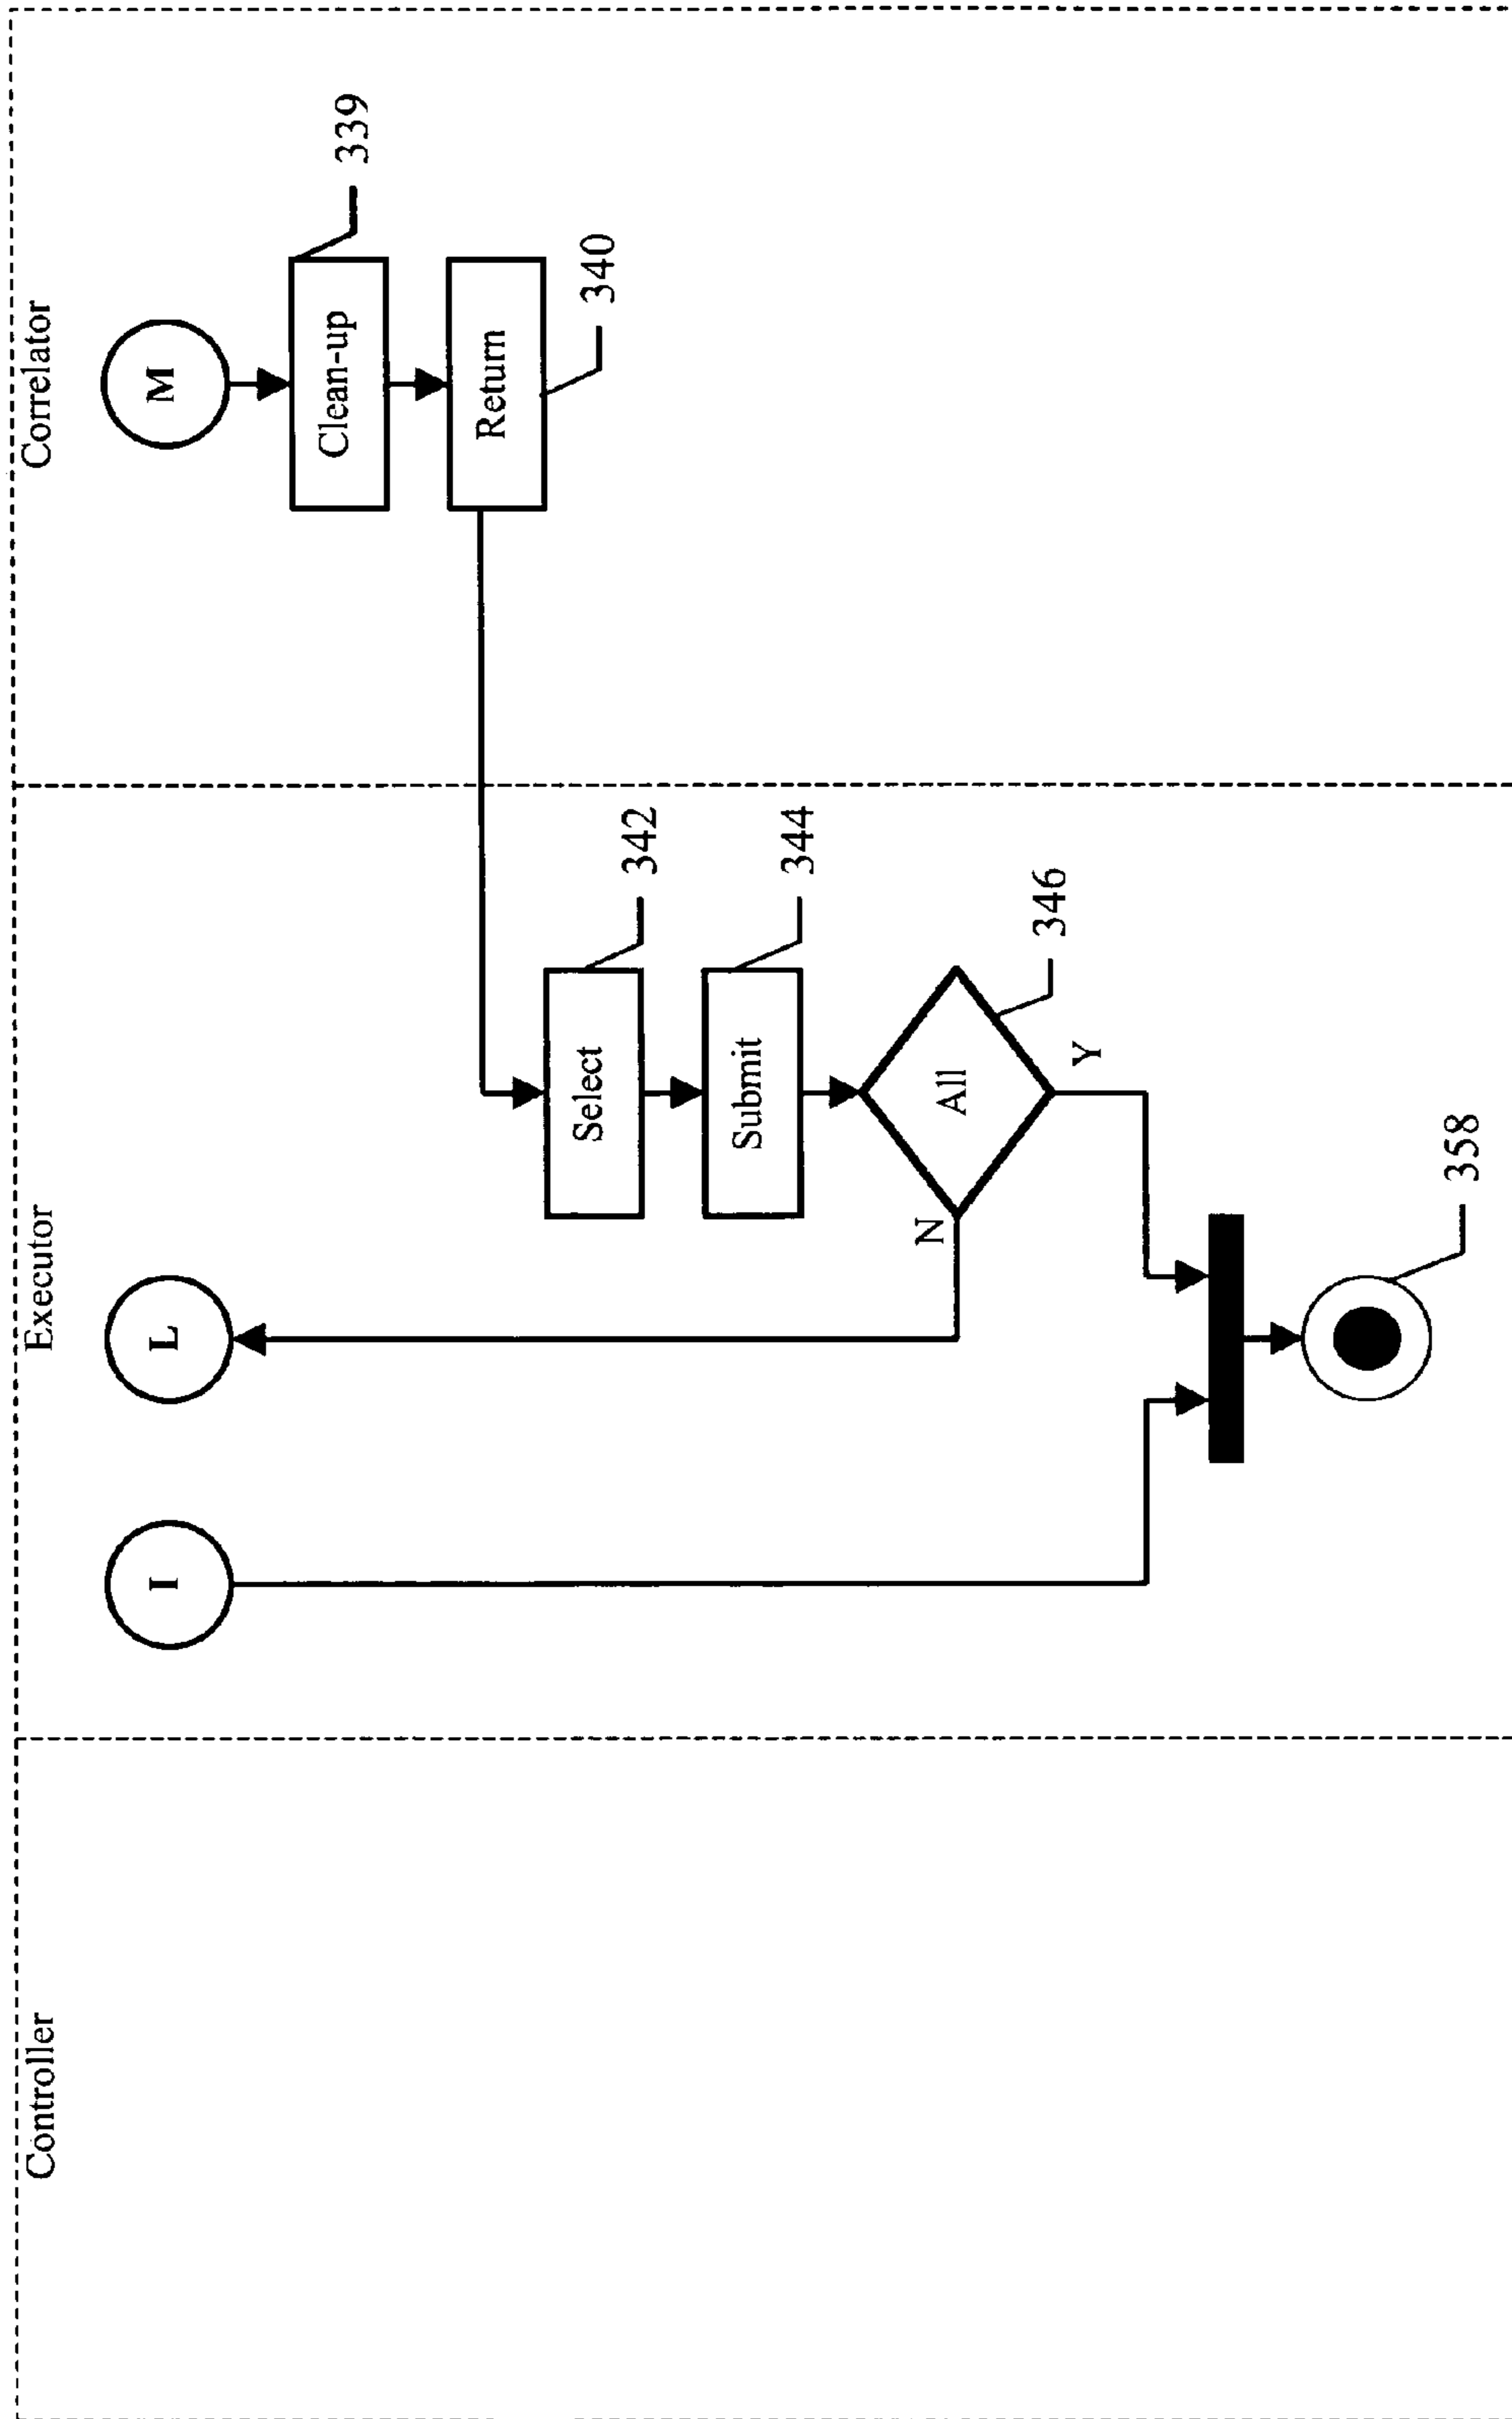 Controller
Executor
Correlator
I
L
M
Clean-up
339
Return
340
Select
342
Submit
344
All
346
N
Y
358